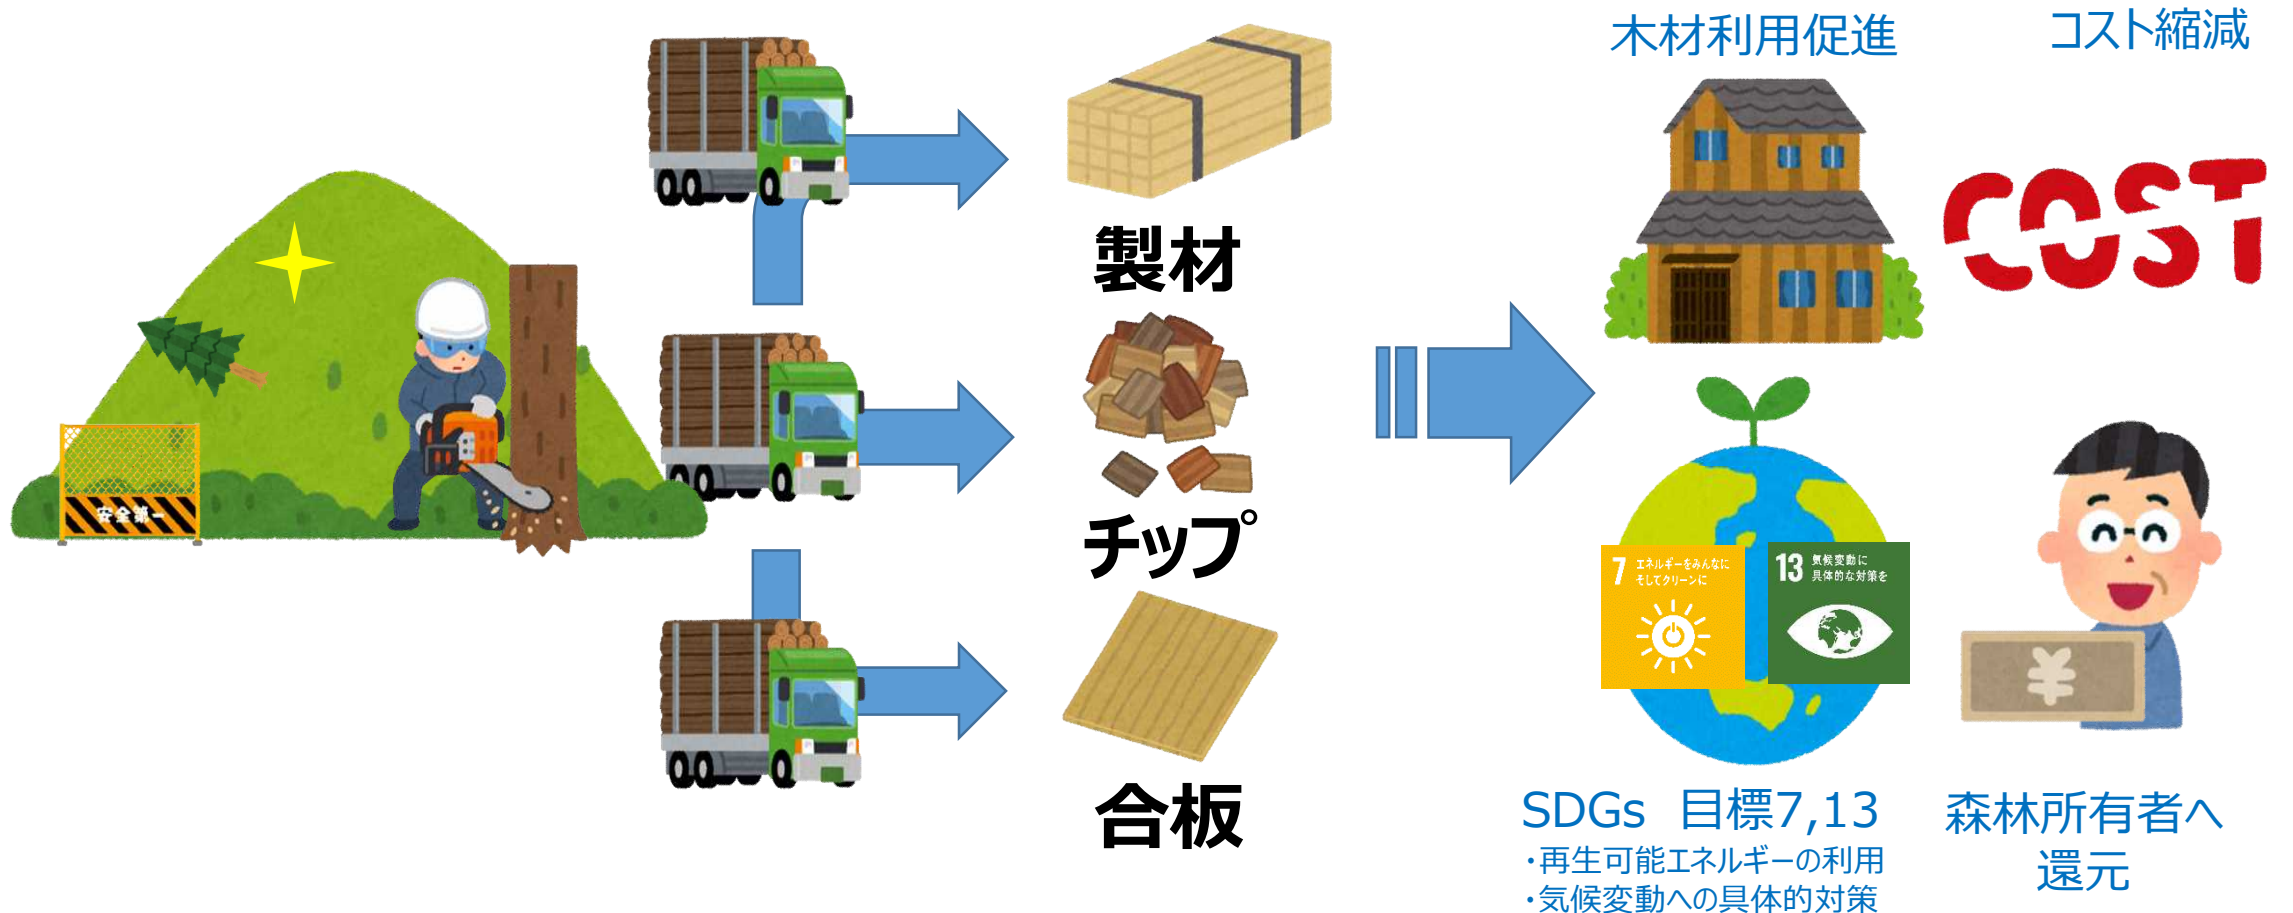 木材利用促進
コスト縮減
COST
製材
安全第一
チップ
7 エネルギーをみんなに
そしてクリーンに
13 気候変動に
具体的な対策を
¥
合板
SDGs 目標7,13
・再生可能エネルギーの利用
・気候変動への具体的対策
森林所有者へ
還元